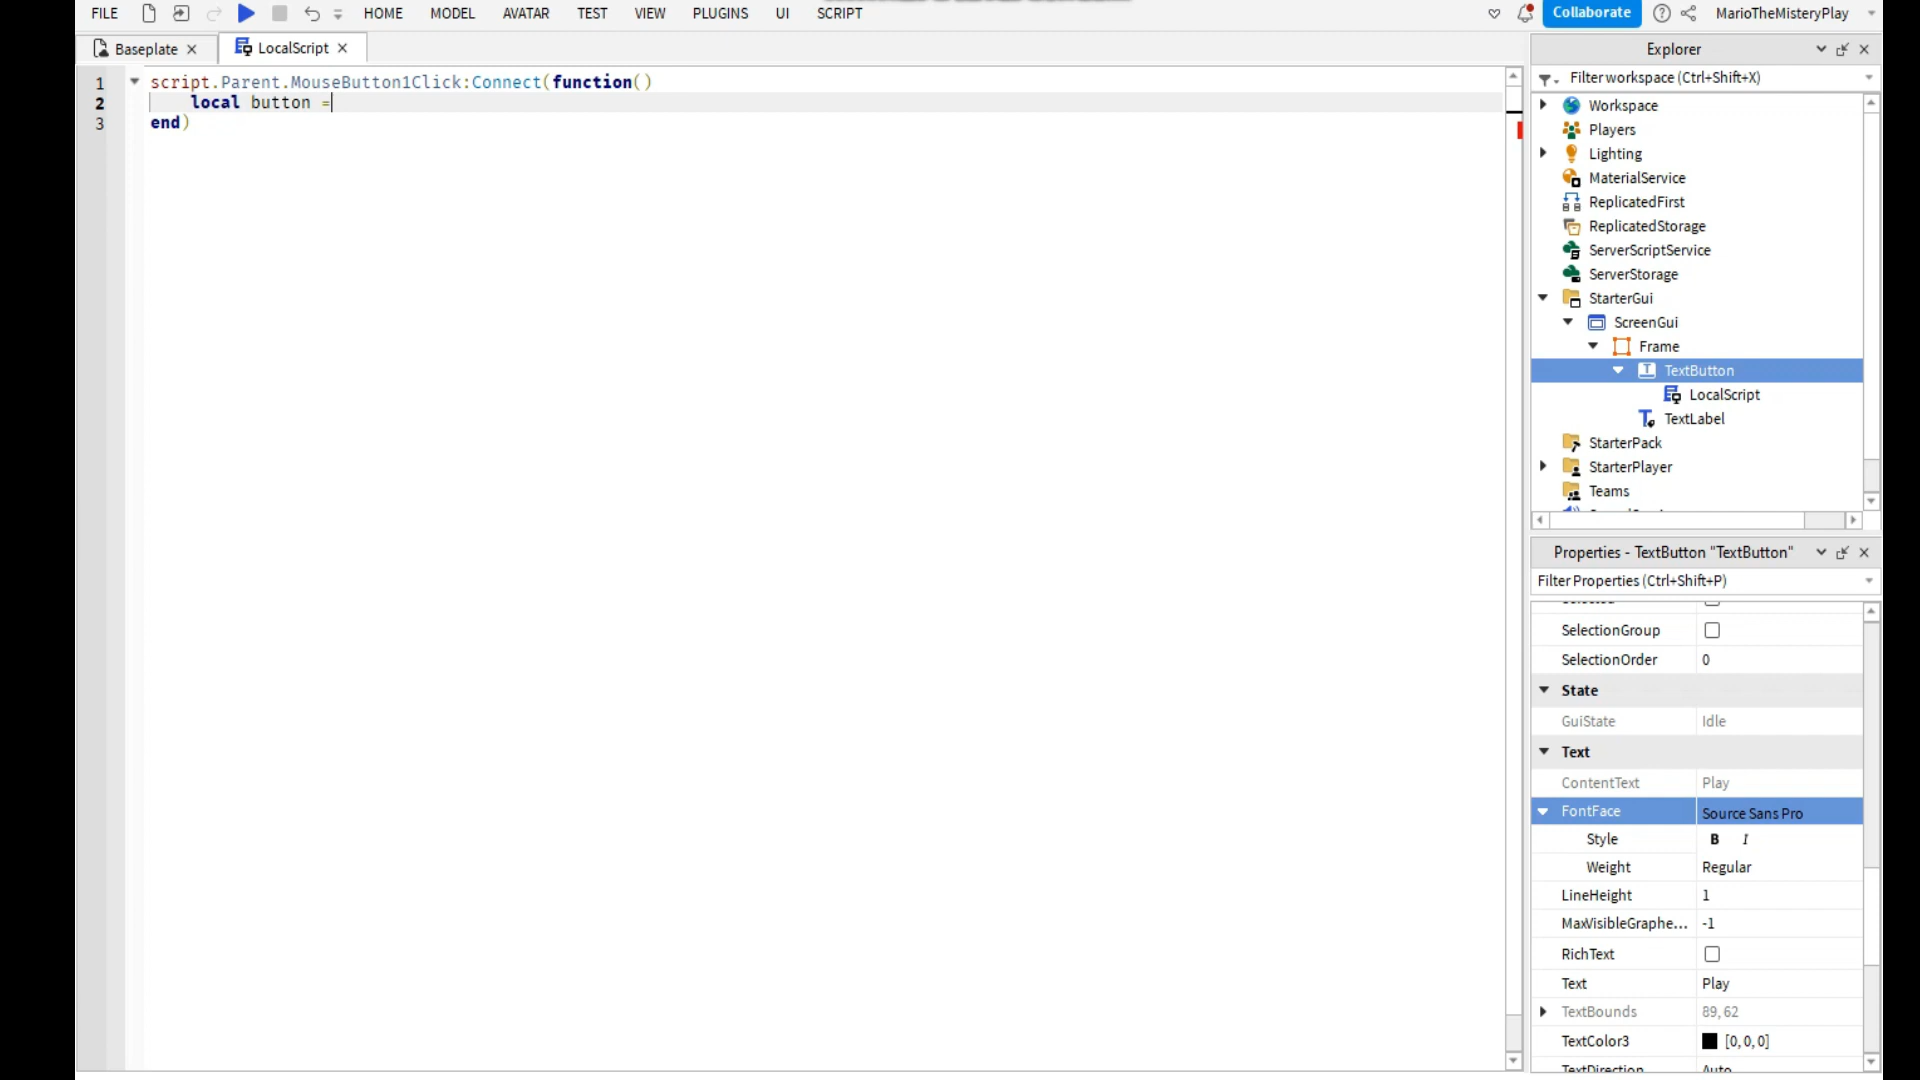 FILE HOME MODEL AVATAR TEST VIEW PLUGINS UI SCRIPT Collaborate MarioTheMisteryPlay
Baseplate LocalScript
1 script.Parent.MouseButton1Click:Connect(function()
2 local button =
3 end)
Explorer
Filter workspace (Ctrl+Shift+X)
Workspace
Players
Lighting
MaterialService
ReplicatedFirst
ReplicatedStorage
ServerScriptService
ServerStorage
StarterGui
ScreenGui
Frame
TextButton
LocalScript
TextLabel
StarterPack
StarterPlayer
Teams
Properties - TextButton "TextButton"
Filter Properties (Ctrl+Shift+P)
SelectionGroup
SelectionOrder 0
State
GuiState Idle
Text
ContentText Play
FontFace Source Sans Pro
Style B I
Weight Regular
LineHeight 1
MaxVisibleGraphe... -1
RichText
Text Play
TextBounds 89, 62
TextColor3 [0, 0, 0]
TextDirection Auto